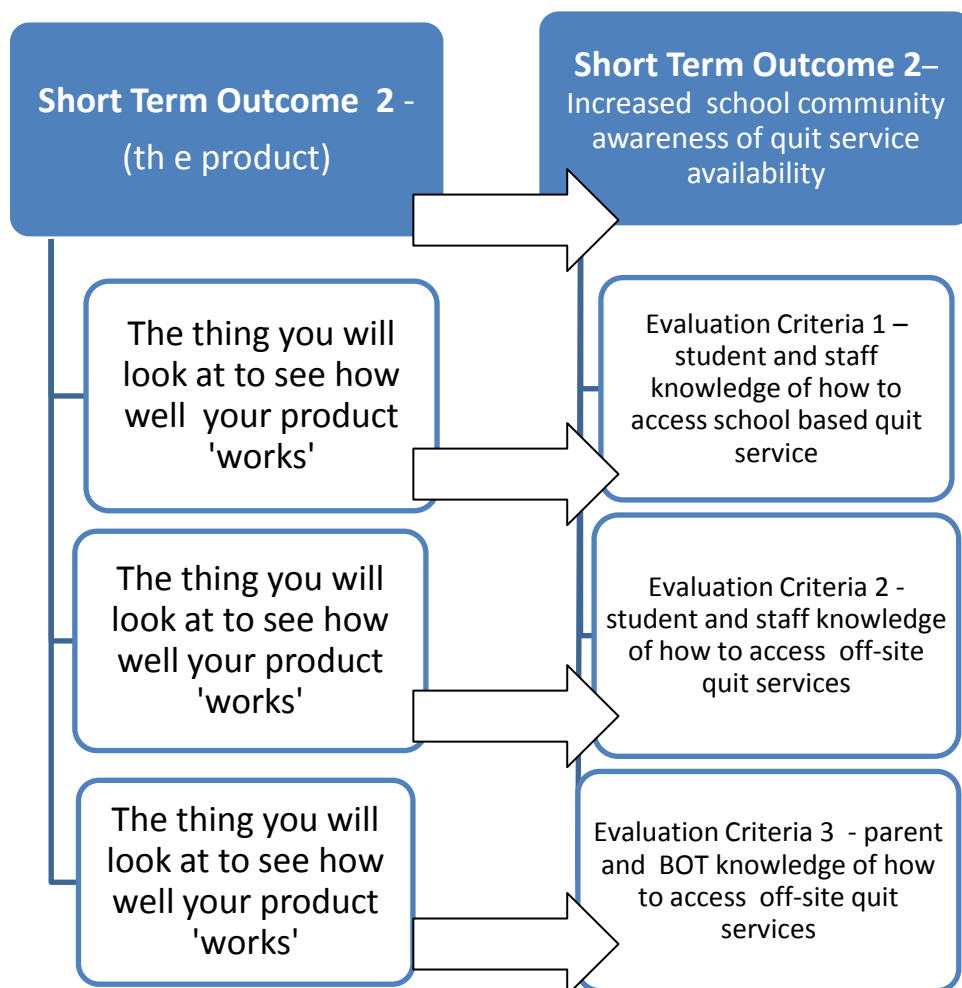 Short Term Outcome 2 -
(th e product)
The thing you will
look at to see how
well your product
'works'
The thing you will
look at to see how
well your product
'works'
The thing you will
look at to see how
well your product
'works'
Short Term Outcome 2–
Increased school community
awareness of quit service
availability
Evaluation Criteria 1 –
student and staff
knowledge of how to
access school based quit
service
Evaluation Criteria 2 -
student and staff knowledge
of how to access off-site
quit services
Evaluation Criteria 3 - parent
and BOT knowledge of how
to access off-site quit
services